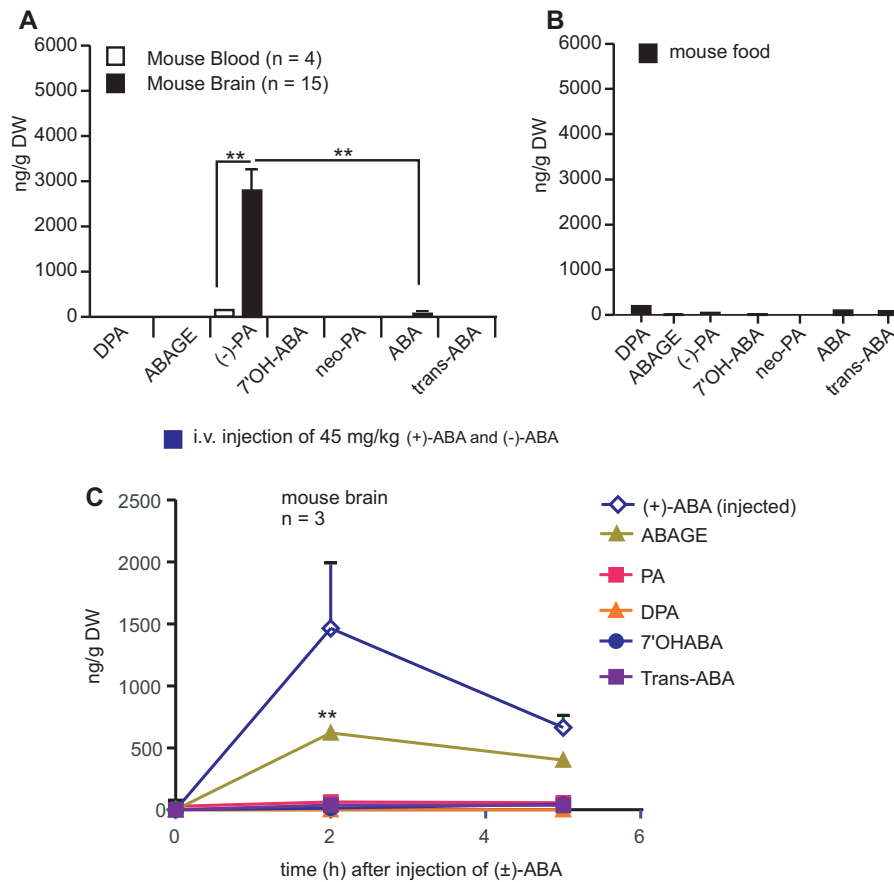 A
6000
5000
4000
3000
2000
1000
0
ng/g DW
Mouse Blood (n = 4)
Mouse Brain (n = 15)
**
**
DPA
ABAGE
(-)-PA
7'OH-ABA
neo-PA
ABA
trans-ABA
B
6000
5000
4000
3000
2000
1000
0
ng/g DW
mouse food
DPA
ABAGE
(-)-PA
7'OH-ABA
neo-PA
ABA
trans-ABA
i.v. injection of 45 mg/kg (+)-ABA and (-)-ABA
C
2500
2000
1500
1000
500
0
ng/g DW
mouse brain
n = 3
**
0
2
4
6
time (h) after injection of (±)-ABA
(+)-ABA (injected)
ABAGE
PA
DPA
7'OHABA
Trans-ABA